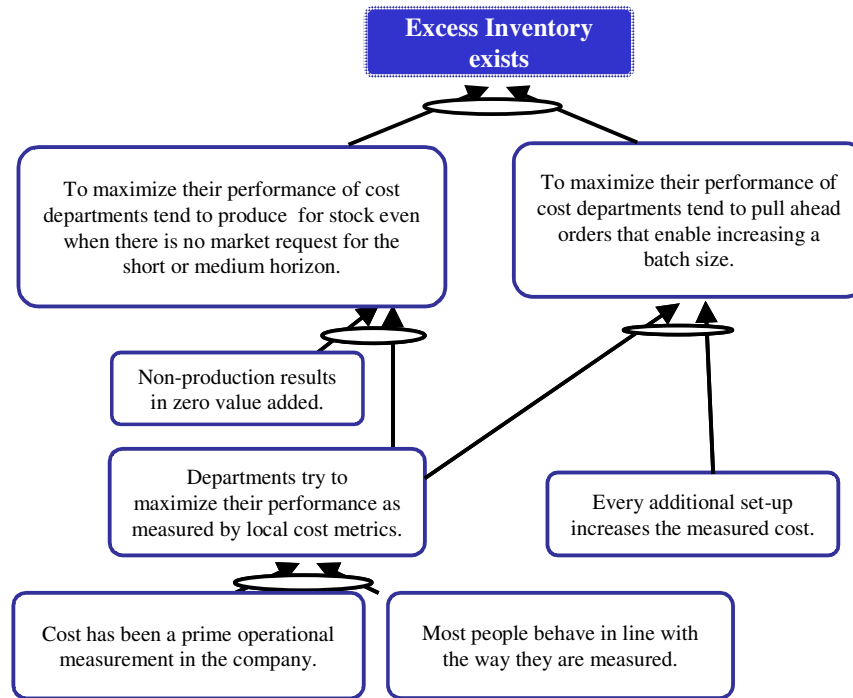 Excess Inventory
exists
To maximize their performance of cost
departments tend to produce  for stock even
when there is no market request for the
short or medium horizon.
To maximize their performance of
cost departments tend to pull ahead
orders that enable increasing a
batch size.
Non-production results
in zero value added.
Departments try to
maximize their performance as
measured by local cost metrics.
Every additional set-up
increases the measured cost.
Cost has been a prime operational
measurement in the company.
Most people behave in line with
the way they are measured.